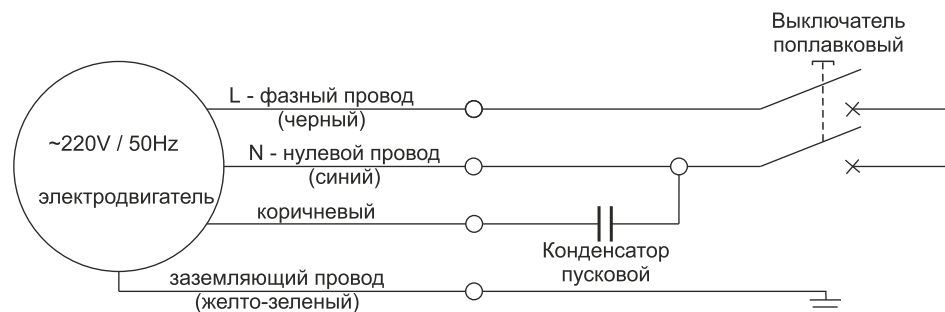 Выключатель
поплавковый
L - фазный провод
(черный)
~220V / 50Hz
N - нулевой провод
(синий)
электродвигатель
коричневый
Конденсатор
пусковой
заземляющий провод
(желто-зеленый)